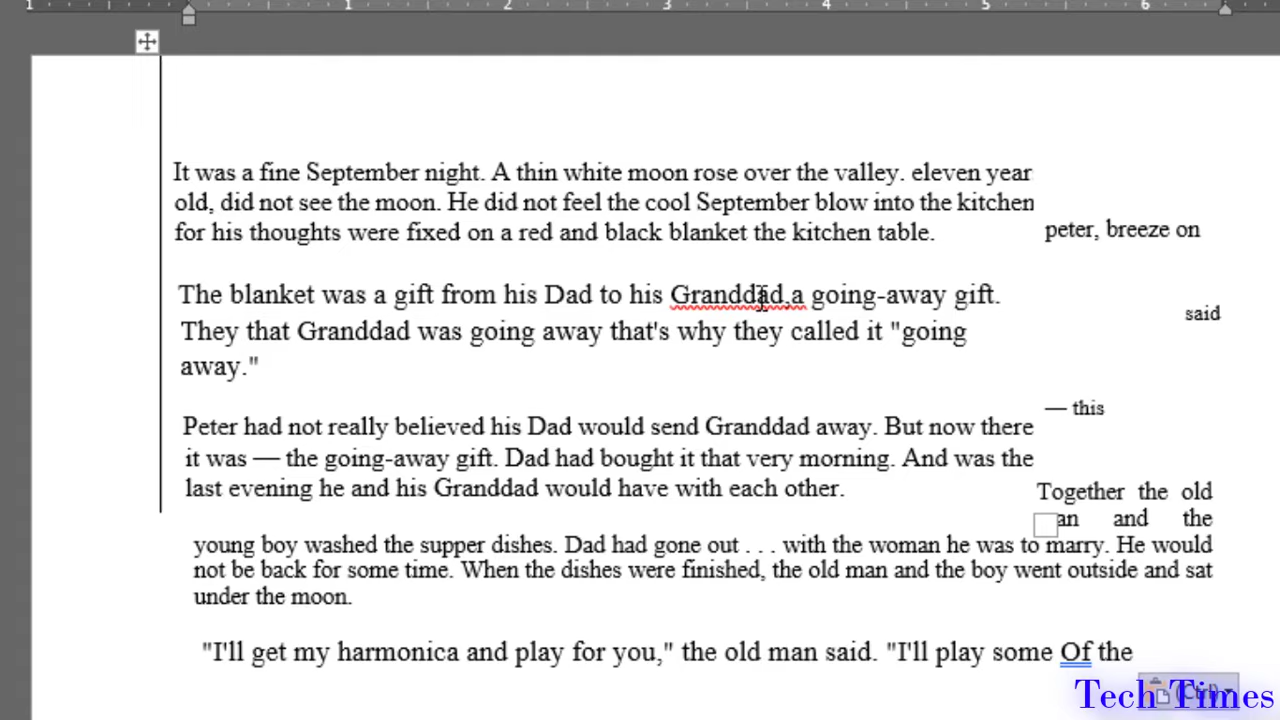 1 1 2 3 4 5 6
It was a fine September night. A thin white moon rose over the valley. eleven year
old, did not see the moon. He did not feel the cool September blow into the kitchen
for his thoughts were fixed on a red and black blanket the kitchen table.
peter, breeze on
The blanket was a gift from his Dad to his Granddad,a going-away gift.
said
They that Granddad was going away that's why they called it "going
away."
— this
Peter had not really believed his Dad would send Granddad away. But now there
it was — the going-away gift. Dad had bought it that very morning. And was the
last evening he and his Granddad would have with each other.
Together the old
an and the
young boy washed the supper dishes. Dad had gone out . . . with the woman he was to marry. He would
not be back for some time. When the dishes were finished, the old man and the boy went outside and sat
under the moon.
"I'll get my harmonica and play for you," the old man said. "I'll play some Of the
(Ctrl)
Tech Times